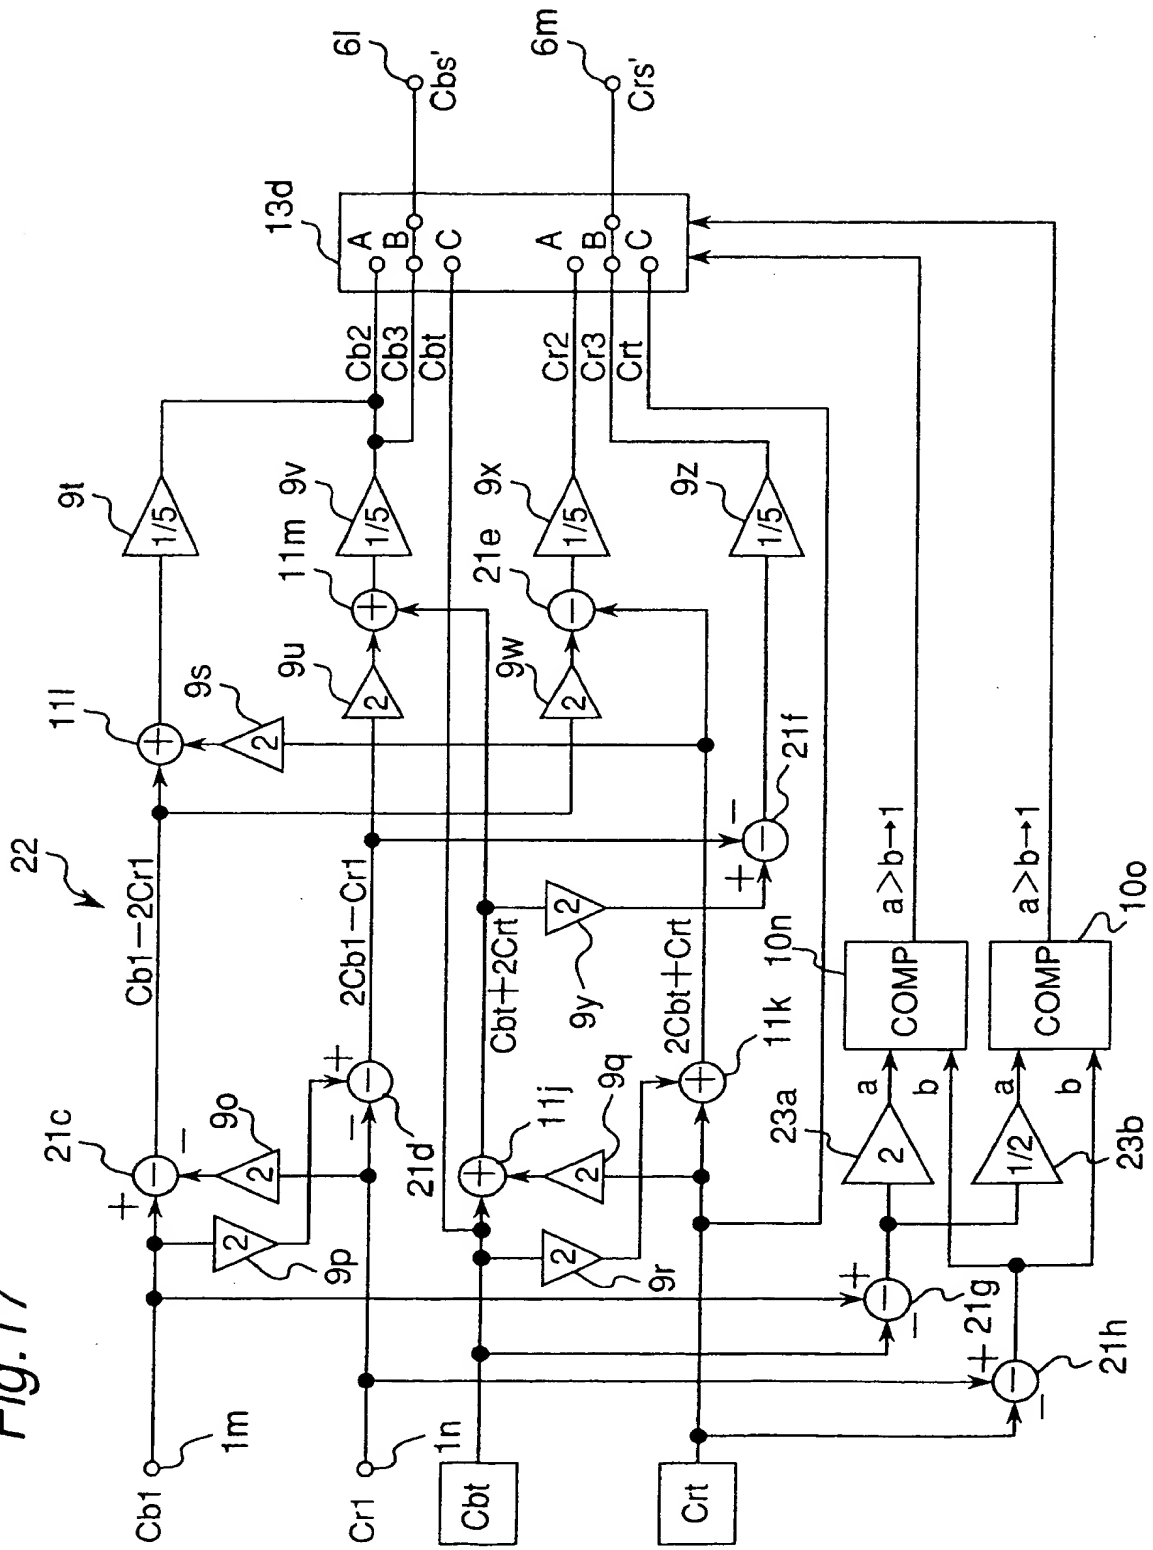 Fig.17
22
Cb1
1m
Cr1
1n
Cbt
Crt
21c
+
−
−
9o
2
9p
2
21d
+
−
−
11j
+
9q
2
9r
2
11k
+
Cb1−2Cr1
2Cb1−Cr1
Cbt+2Crt
2Cbt+Crt
9y
2
11l
+
9s
2
9u
2
9w
2
21f
+
−
−
11m
+
21e
−
9t
1/5
9v
1/5
9x
1/5
9z
1/5
Cb2
Cb3
Cbt
Cr2
Cr3
Crt
13d
A
B
C
A
B
C
6l
Cbs'
6m
Crs'
21g
+
−
−
21h
+
−
−
23a
2
23b
1/2
a
b
a
b
10n
COMP
10o
COMP
a>b→1
a>b→1